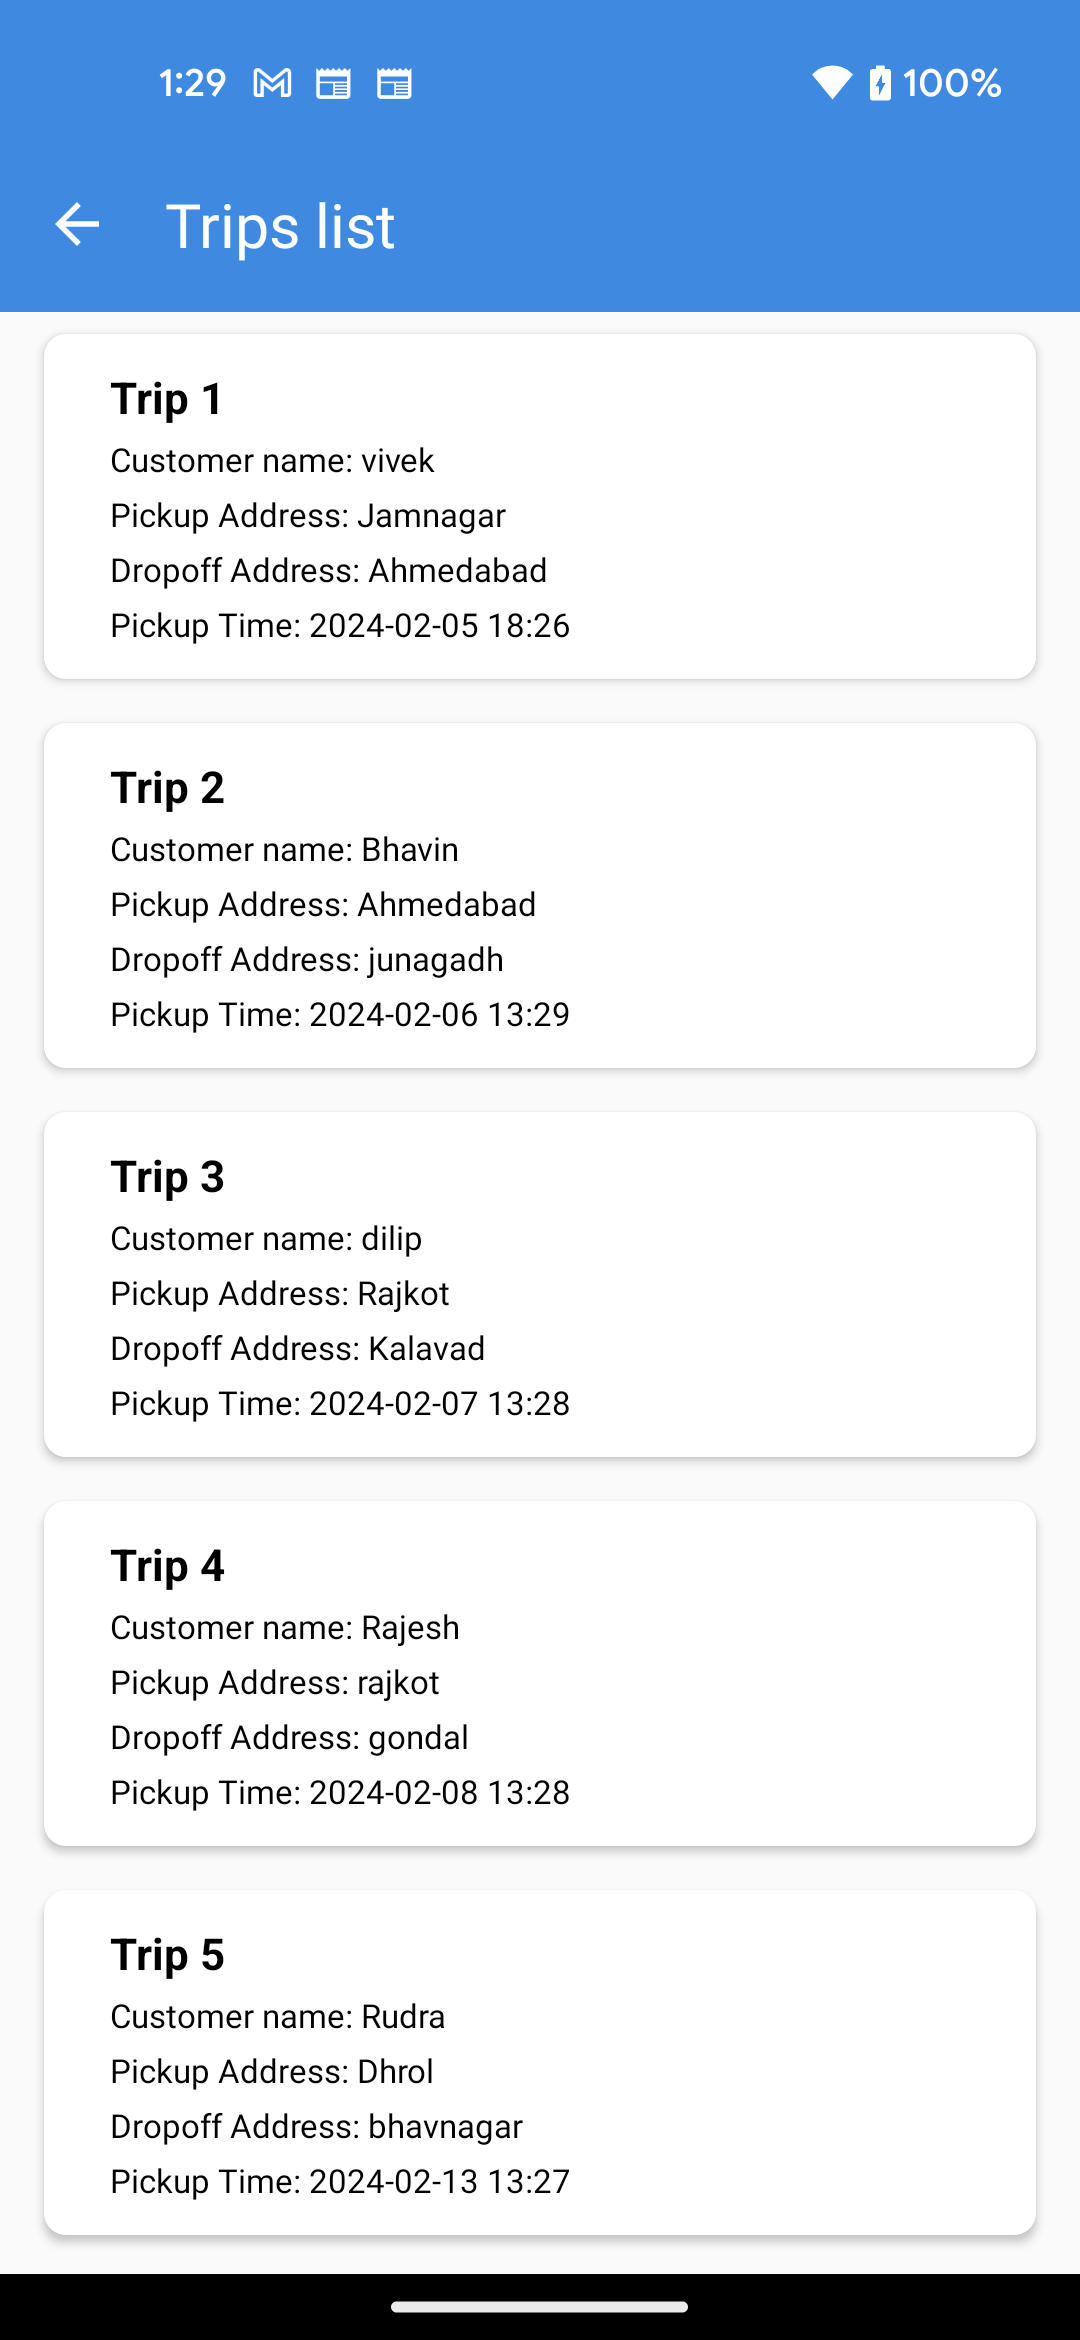 1:29 100%
Trips list
Trip 1
Customer name: vivek
Pickup Address: Jamnagar
Dropoff Address: Ahmedabad
Pickup Time: 2024-02-05 18:26
Trip 2
Customer name: Bhavin
Pickup Address: Ahmedabad
Dropoff Address: junagadh
Pickup Time: 2024-02-06 13:29
Trip 3
Customer name: dilip
Pickup Address: Rajkot
Dropoff Address: Kalavad
Pickup Time: 2024-02-07 13:28
Trip 4
Customer name: Rajesh
Pickup Address: rajkot
Dropoff Address: gondal
Pickup Time: 2024-02-08 13:28
Trip 5
Customer name: Rudra
Pickup Address: Dhrol
Dropoff Address: bhavnagar
Pickup Time: 2024-02-13 13:27